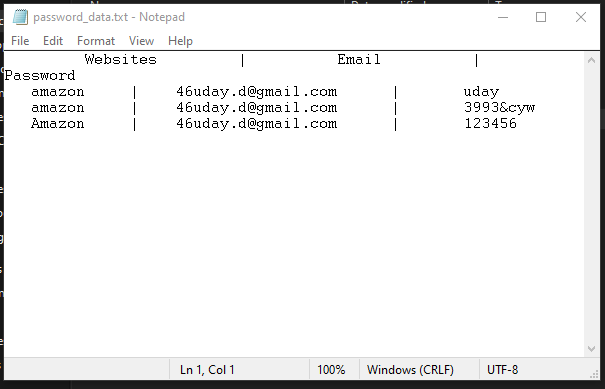 password_data.txt - Notepad
File Edit Format View Help
Websites | Email |
Password
amazon | 46uday.d@gmail.com | uday
amazon | 46uday.d@gmail.com | 3993&cyw
Amazon | 46uday.d@gmail.com | 123456
Ln 1, Col 1 100% Windows (CRLF) UTF-8